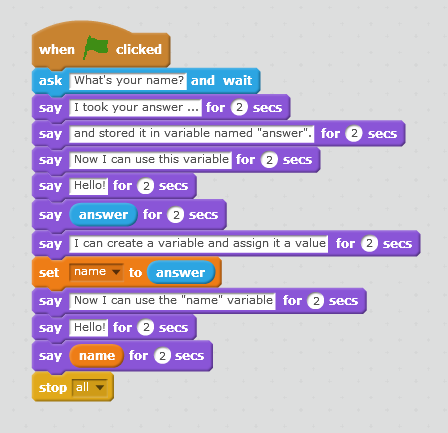 when clicked
ask What's your name? and wait
say I took your answer ... for 2 secs
say and stored it in variable named "answer". for 2 secs
say Now I can use this variable for 2 secs
say Hello! for 2 secs
say answer for 2 secs
say I can create a variable and assign it a value for 2 secs
set name to answer
say Now I can use the "name" variable for 2 secs
say Hello! for 2 secs
say name for 2 secs
stop all